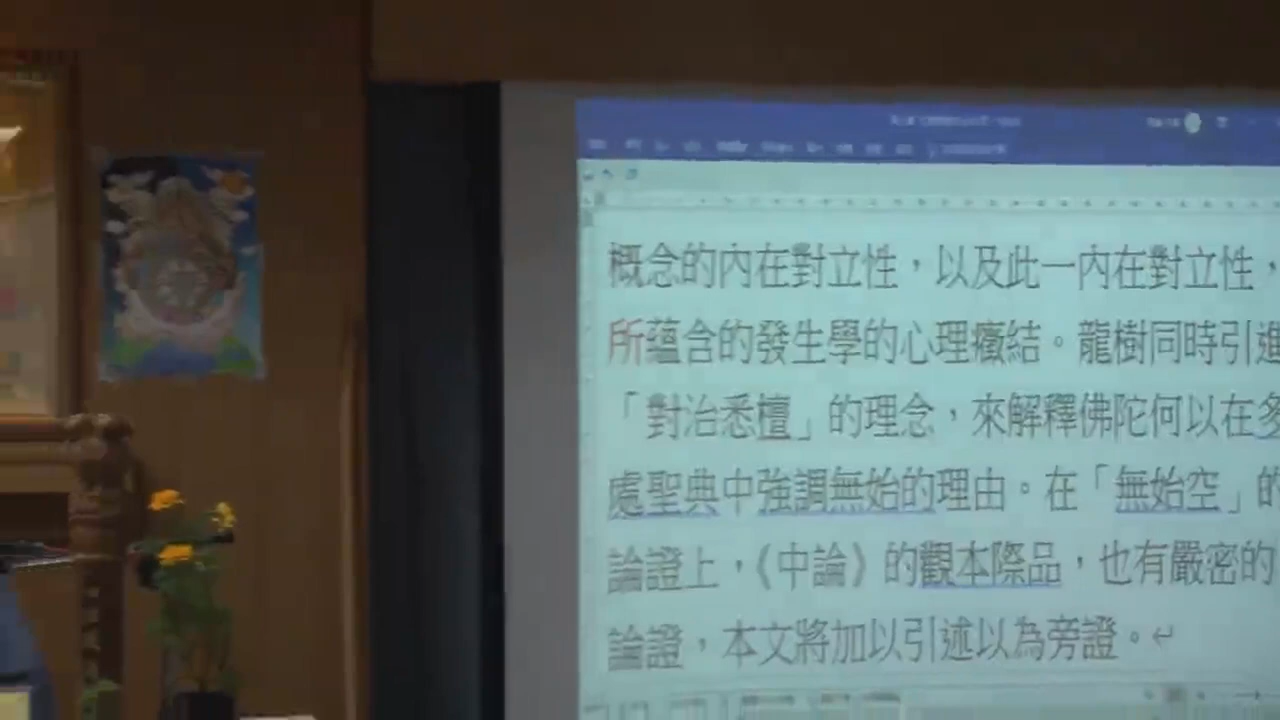 概念的內在對立性，以及此一內在對立性，
所蘊含的發生學的心理癥結。龍樹同時引進
「對治悉檀」的理念，來解釋佛陀何以在多
處聖典中強調無始的理由。在「無始空」的
論證上，《中論》的觀本際品，也有嚴密的
論證，本文將加以引述以為旁證。